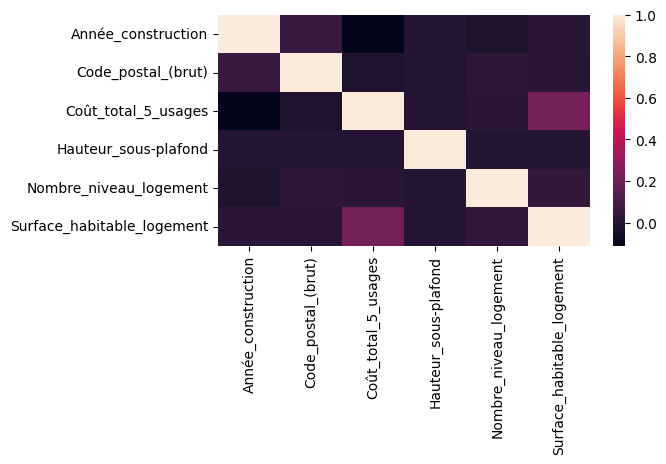 Année_construction
Code_postal_(brut)
Coût_total_5_usages
Hauteur_sous-plafond
Nombre_niveau_logement
Surface_habitable_logement
Année_construction
Code_postal_(brut)
Coût_total_5_usages
Hauteur_sous-plafond
Nombre_niveau_logement
Surface_habitable_logement
1.0
0.8
0.6
0.4
0.2
0.0